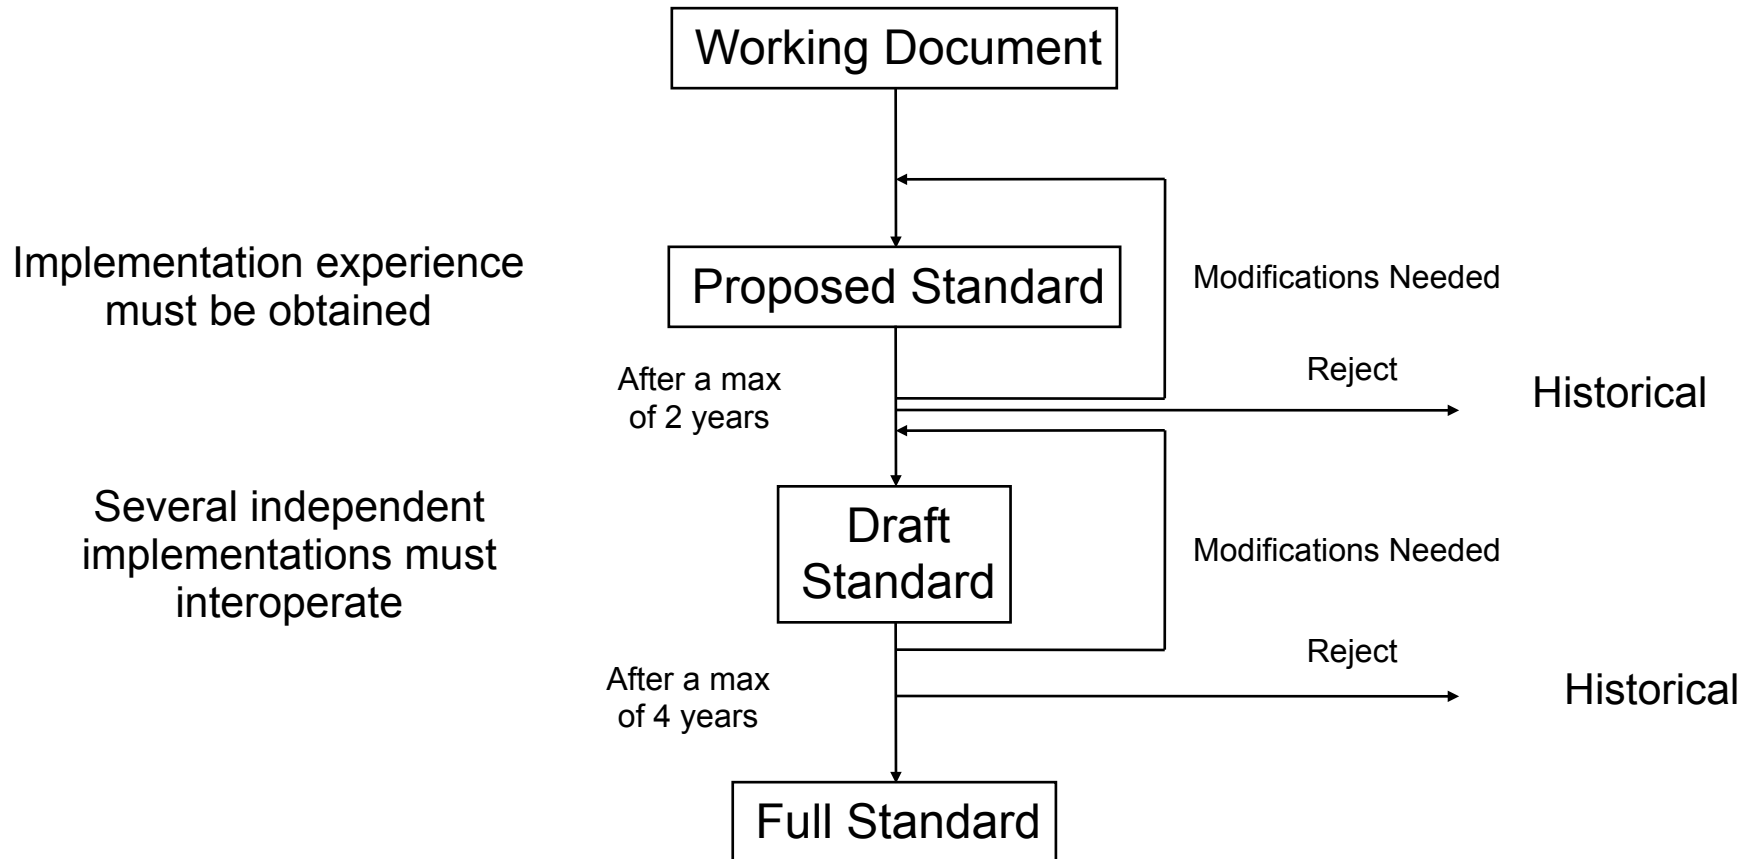 Working Document
Implementation experience
must be obtained
Proposed Standard
Modifications Needed
After a max
of 2 years
Reject
Historical
Several independent
implementations must
interoperate
Draft
Standard
Modifications Needed
After a max
of 4 years
Reject
Historical
Full Standard